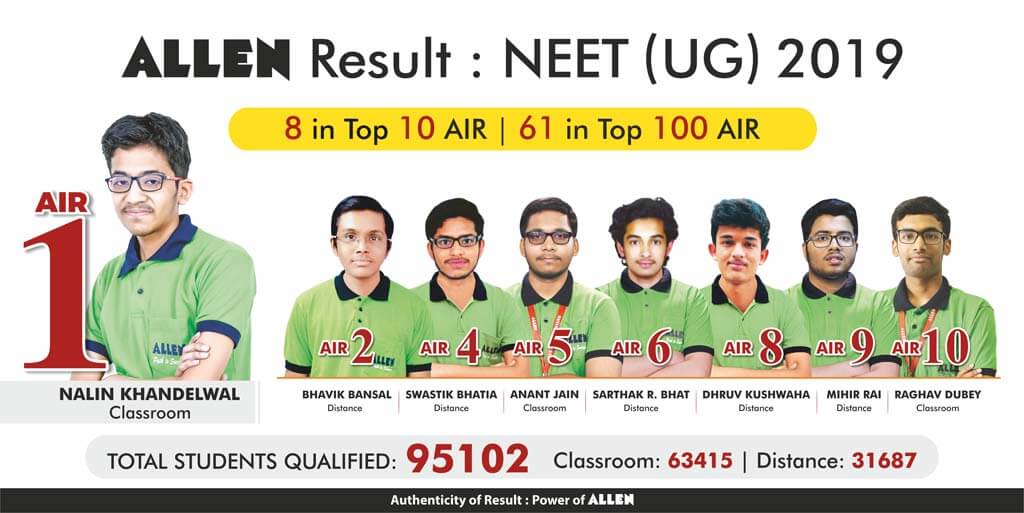 ALLEN Result : NEET (UG) 2019
8 in Top 10 AIR | 61 in Top 100 AIR
AIR
1
ALLEN
NALIN KHANDELWAL
Classroom
AIR 2
AIR 4
AIR 5
AIR 6
AIR 8
AIR 9
AIR 10
BHAVIK BANSAL
Distance
SWASTIK BHATIA
Distance
ANANT JAIN
Classroom
SARTHAK R. BHAT
Distance
DHRUV KUSHWAHA
Distance
MIHIR RAI
Distance
RAGHAV DUBEY
Classroom
TOTAL STUDENTS QUALIFIED: 95102 Classroom: 63415 | Distance: 31687
Authenticity of Result : Power of ALLEN